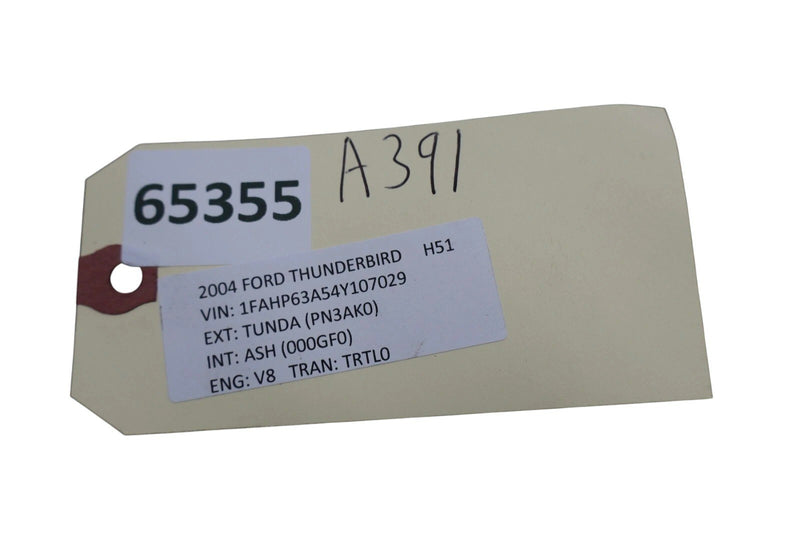 A391
65355
2004 FORD THUNDERBIRD H51
VIN: 1FAHP63A54Y107029
EXT: TUNDA (PN3AK0)
INT: ASH (000GF0)
ENG: V8 TRAN: TRTL0